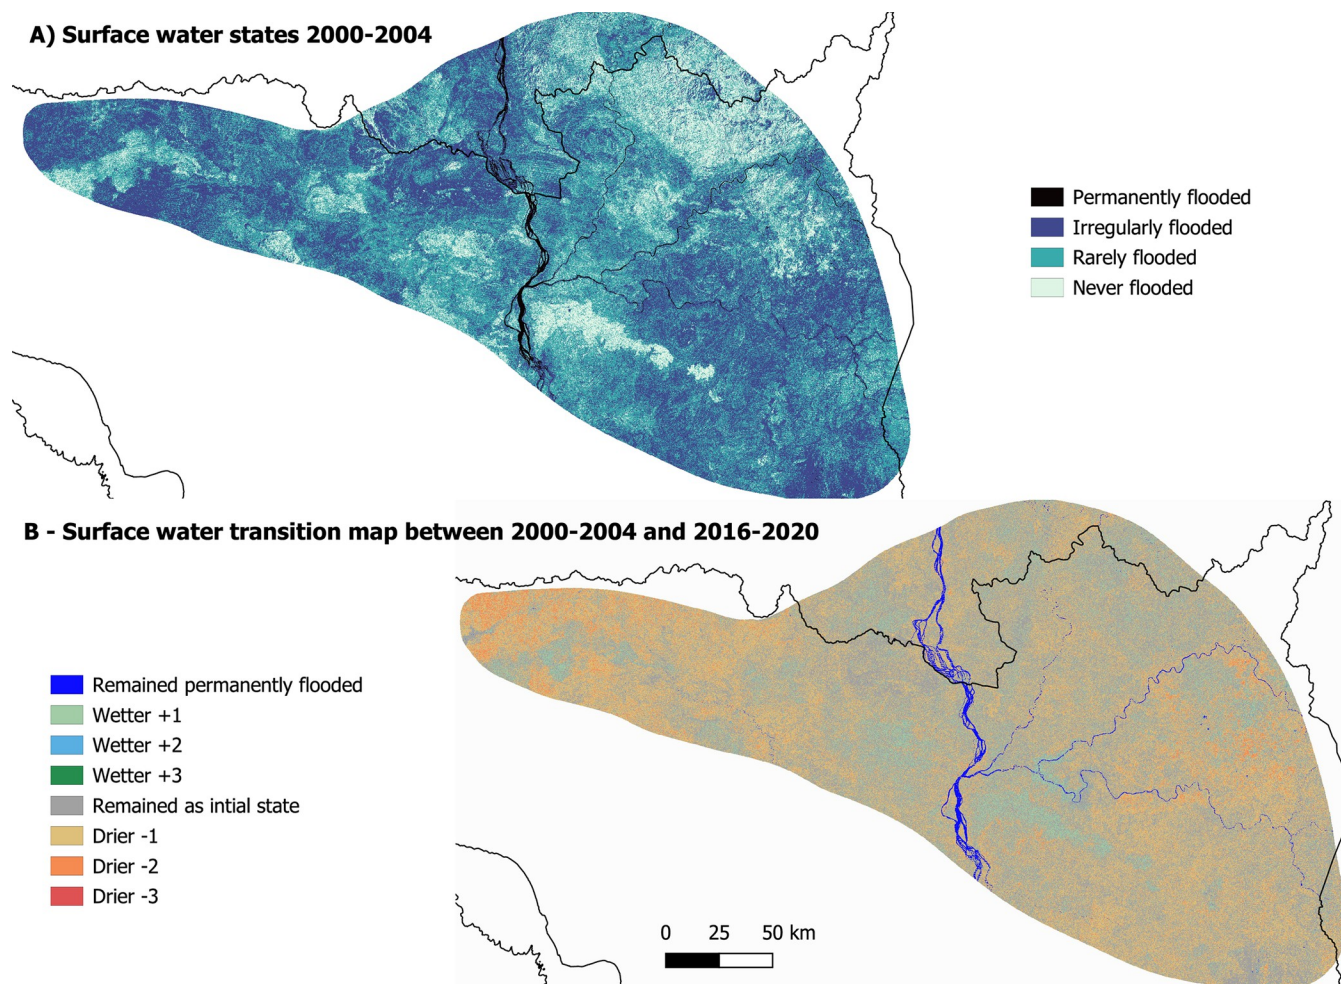 A) Surface water states 2000-2004
Permanently flooded
Irregularly flooded
Rarely flooded
Never flooded
B - Surface water transition map between 2000-2004 and 2016-2020
Remained permanently flooded
Wetter +1
Wetter +2
Wetter +3
Remained as intial state
Drier -1
Drier -2
Drier -3
0 25 50 km